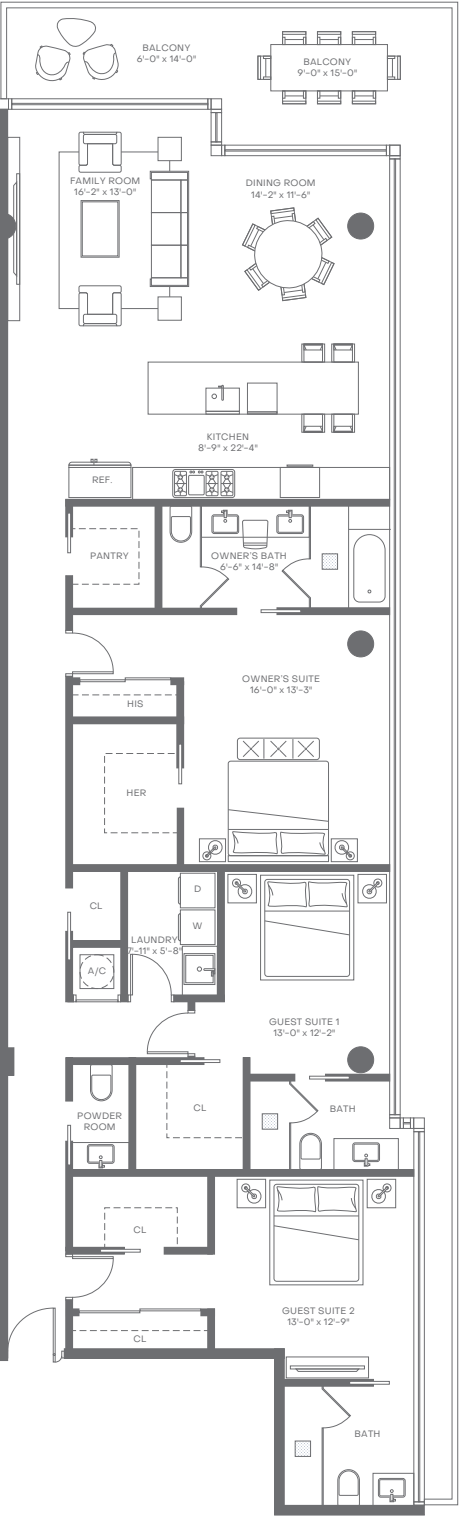 BALCONY
6'-0" x 14'-0"
BALCONY
9'-0" x 15'-0"
FAMILY ROOM
16'-2" x 13'-0"
DINING ROOM
14'-2" x 11'-6"
KITCHEN
8'-9" x 22'-4"
REF.
PANTRY
OWNER'S BATH
6'-6" x 14'-8"
OWNER'S SUITE
16'-0" x 13'-3"
HIS
HER
CL
D
W
LAUNDRY
7'-11" x 5'-8"
A/C
GUEST SUITE 1
13'-0" x 12'-2"
CL
BATH
POWDER
ROOM
CL
GUEST SUITE 2
13'-0" x 12'-9"
CL
BATH